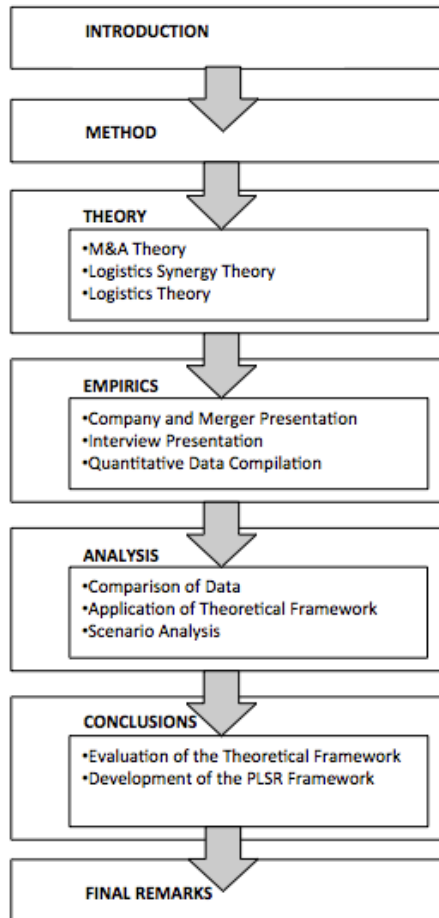 INTRODUCTION
METHOD
THEORY
•M&A Theory
•Logistics Synergy Theory
•Logistics Theory
EMPIRICS
•Company and Merger Presentation
•Interview Presentation
•Quantitative Data Compilation
ANALYSIS
•Comparison of Data
•Application of Theoretical Framework
•Scenario Analysis
CONCLUSIONS
•Evaluation of the Theoretical Framework
•Development of the PLSR Framework
FINAL REMARKS